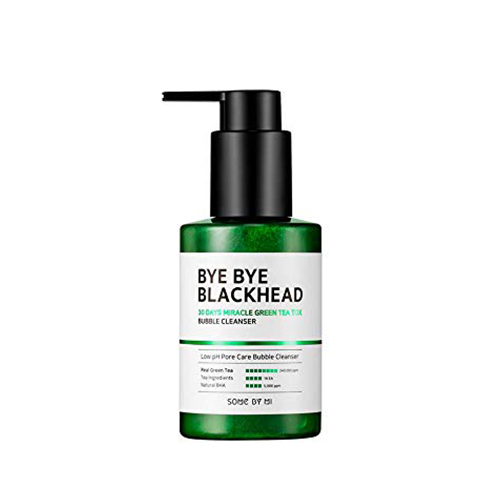 BYE BYE
BLACKHEAD
30 DAYS MIRACLE GREEN TEA TOX
BUBBLE CLEANSER
Low pH Pore Care Bubble Cleanser
Real Green Tea
Tea Ingredients
Natural BHA
SOME BY MI